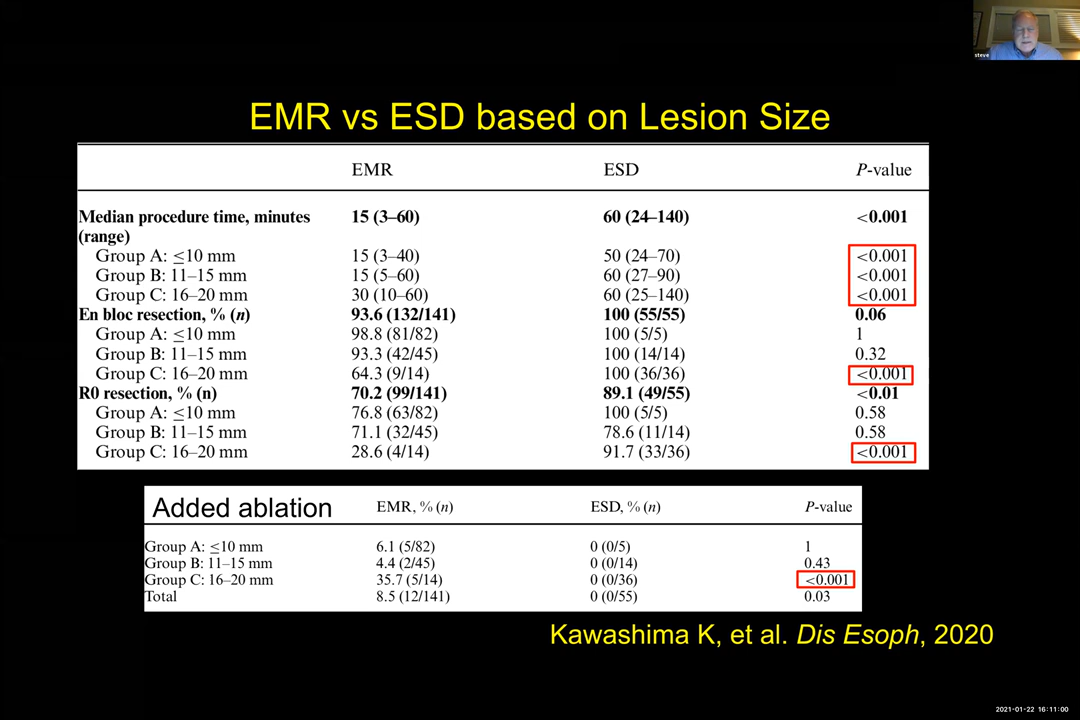 steve
EMR vs ESD based on Lesion Size
EMR ESD P-value
Median procedure time, minutes 15 (3–60) 60 (24–140) <0.001
(range)
Group A: ≤10 mm 15 (3–40) 50 (24–70) <0.001
Group B: 11–15 mm 15 (5–60) 60 (27–90) <0.001
Group C: 16–20 mm 30 (10–60) 60 (25–140) <0.001
En bloc resection, % (n) 93.6 (132/141) 100 (55/55) 0.06
Group A: ≤10 mm 98.8 (81/82) 100 (5/5) 1
Group B: 11–15 mm 93.3 (42/45) 100 (14/14) 0.32
Group C: 16–20 mm 64.3 (9/14) 100 (36/36) <0.001
R0 resection, % (n) 70.2 (99/141) 89.1 (49/55) <0.01
Group A: ≤10 mm 76.8 (63/82) 100 (5/5) 0.58
Group B: 11–15 mm 71.1 (32/45) 78.6 (11/14) 0.58
Group C: 16–20 mm 28.6 (4/14) 91.7 (33/36) <0.001
Added ablation EMR, % (n) ESD, % (n) P-value
Group A: ≤10 mm 6.1 (5/82) 0 (0/5) 1
Group B: 11–15 mm 4.4 (2/45) 0 (0/14) 0.43
Group C: 16–20 mm 35.7 (5/14) 0 (0/36) <0.001
Total 8.5 (12/141) 0 (0/55) 0.03
Kawashima K, et al. Dis Esoph, 2020
2021-01-22 16:11:00